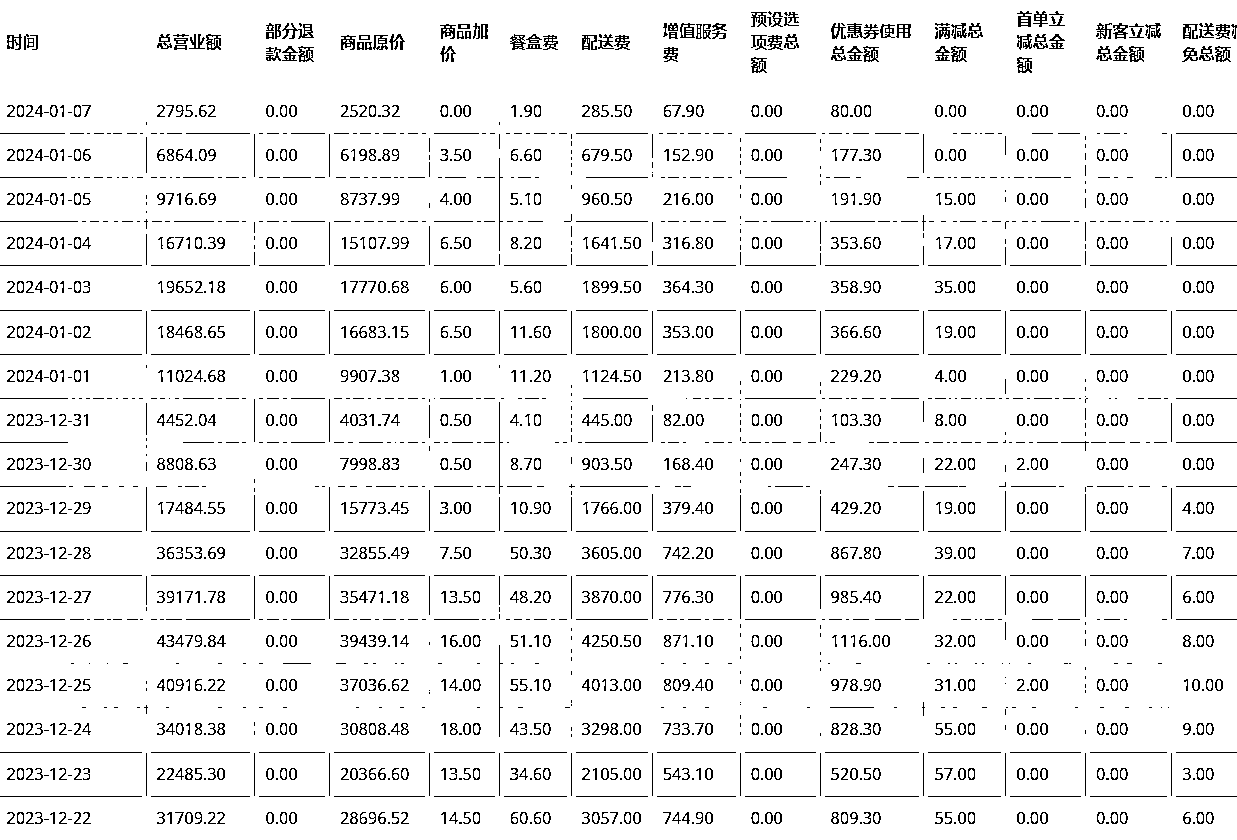 时间 总营业额 部分退款金额 商品原价 商品加价 餐盒费 配送费 增值服务费 预设选项费总额 优惠券使用总金额 满减总金额 首单立减总金额 新客立减总金额 配送费减免总额
2024-01-07 2795.62 0.00 2520.32 0.00 1.90 285.50 67.90 0.00 80.00 0.00 0.00 0.00 0.00
2024-01-06 6864.09 0.00 6198.89 3.50 6.60 679.50 152.90 0.00 177.30 0.00 0.00 0.00 0.00
2024-01-05 9716.69 0.00 8737.99 4.00 5.10 960.50 216.00 0.00 191.90 15.00 0.00 0.00 0.00
2024-01-04 16710.39 0.00 15107.99 6.50 8.20 1641.50 316.80 0.00 353.60 17.00 0.00 0.00 0.00
2024-01-03 19652.18 0.00 17770.68 6.00 5.60 1899.50 364.30 0.00 358.90 35.00 0.00 0.00 0.00
2024-01-02 18468.65 0.00 16683.15 6.50 11.60 1800.00 353.00 0.00 366.60 19.00 0.00 0.00 0.00
2024-01-01 11024.68 0.00 9907.38 1.00 11.20 1124.50 213.80 0.00 229.20 4.00 0.00 0.00 0.00
2023-12-31 4452.04 0.00 4031.74 0.50 4.10 445.00 82.00 0.00 103.30 8.00 0.00 0.00 0.00
2023-12-30 8808.63 0.00 7998.83 0.50 8.70 903.50 168.40 0.00 247.30 22.00 2.00 0.00 0.00
2023-12-29 17484.55 0.00 15773.45 3.00 10.90 1766.00 379.40 0.00 429.20 19.00 0.00 0.00 4.00
2023-12-28 36353.69 0.00 32855.49 7.50 50.30 3605.00 742.20 0.00 867.80 39.00 0.00 0.00 7.00
2023-12-27 39171.78 0.00 35471.18 13.50 48.20 3870.00 776.30 0.00 985.40 22.00 0.00 0.00 6.00
2023-12-26 43479.84 0.00 39439.14 16.00 51.10 4250.50 871.10 0.00 1116.00 32.00 0.00 0.00 8.00
2023-12-25 40916.22 0.00 37036.62 14.00 55.10 4013.00 809.40 0.00 978.90 31.00 2.00 0.00 10.00
2023-12-24 34018.38 0.00 30808.48 18.00 43.50 3298.00 733.70 0.00 828.30 55.00 0.00 0.00 9.00
2023-12-23 22485.30 0.00 20366.60 13.50 34.60 2105.00 543.10 0.00 520.50 57.00 0.00 0.00 3.00
2023-12-22 31709.22 0.00 28696.52 14.50 60.60 3057.00 744.90 0.00 809.30 55.00 0.00 0.00 6.00